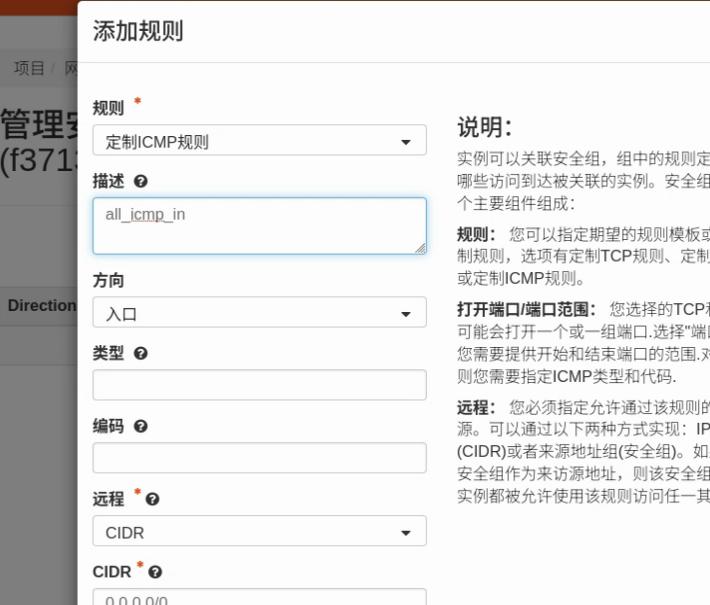 添加规则
项目 / 网
管理安
(f3713
Direction
规则 *
定制ICMP规则
描述
all_icmp_in
方向
入口
类型
编码
远程 *
CIDR
CIDR *
0.0.0.0/0
说明：
实例可以关联安全组，组中的规则定
哪些访问到达被关联的实例。安全组
个主要组件组成：
规则： 您可以指定期望的规则模板或
制规则，选项有定制TCP规则、定制
或定制ICMP规则。
打开端口/端口范围： 您选择的TCP和
可能会打开一个或一组端口.选择"端口
您需要提供开始和结束端口的范围.对
则您需要指定ICMP类型和代码.
远程： 您必须指定允许通过该规则的
源。可以通过以下两种方式实现：IP
(CIDR)或者来源地址组(安全组)。如
安全组作为来访源地址，则该安全组
实例都被允许使用该规则访问任一其